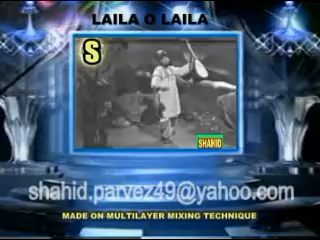 LAILA O LAILA
S
SHAHID
shahid.parvez49@yahoo.com
MADE ON MULTILAYER MIXING TECHNIQUE